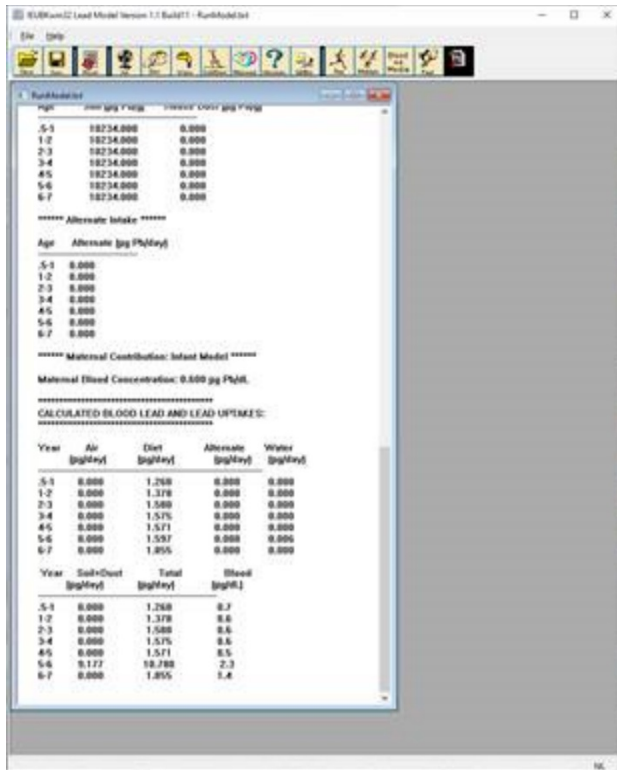 IEUBKwin32 Lead Model Version 1.1 Build11 - RunModel.txt
File Help
Blood
Media
RunModel.txt
Age
.5-1 10234.000 0.000
1-2 10234.000 0.000
2-3 10234.000 0.000
3-4 10234.000 0.000
4-5 10234.000 0.000
5-6 10234.000 0.000
6-7 10234.000 0.000
****** Alternate Intake ******
Age Alternate (µg Pb/day)
.5-1 0.000
1-2 0.000
2-3 0.000
3-4 0.000
4-5 0.000
5-6 0.000
6-7 0.000
****** Maternal Contribution: Infant Model ******
Maternal Blood Concentration: 0.600 µg Pb/dL
CALCULATED BLOOD LEAD AND LEAD UPTAKES:
Year Air Diet Alternate Water
(µg/day) (µg/day) (µg/day) (µg/day)
.5-1 0.000 1.260 0.000 0.000
1-2 0.000 1.370 0.000 0.000
2-3 0.000 1.500 0.000 0.000
3-4 0.000 1.575 0.000 0.000
4-5 0.000 1.571 0.000 0.000
5-6 0.000 1.597 0.000 0.006
6-7 0.000 1.855 0.000 0.000
Year Soil+Dust Total Blood
(µg/day) (µg/day) (µg/dL)
.5-1 0.000 1.260 0.7
1-2 0.000 1.370 0.6
2-3 0.000 1.500 0.6
3-4 0.000 1.575 0.6
4-5 0.000 1.571 0.5
5-6 9.177 10.780 2.3
6-7 0.000 1.855 1.4